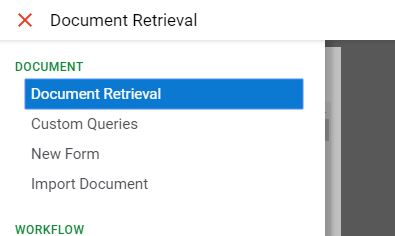 Document Retrieval
DOCUMENT
Document Retrieval
Custom Queries
New Form
Import Document
WORKFLOW